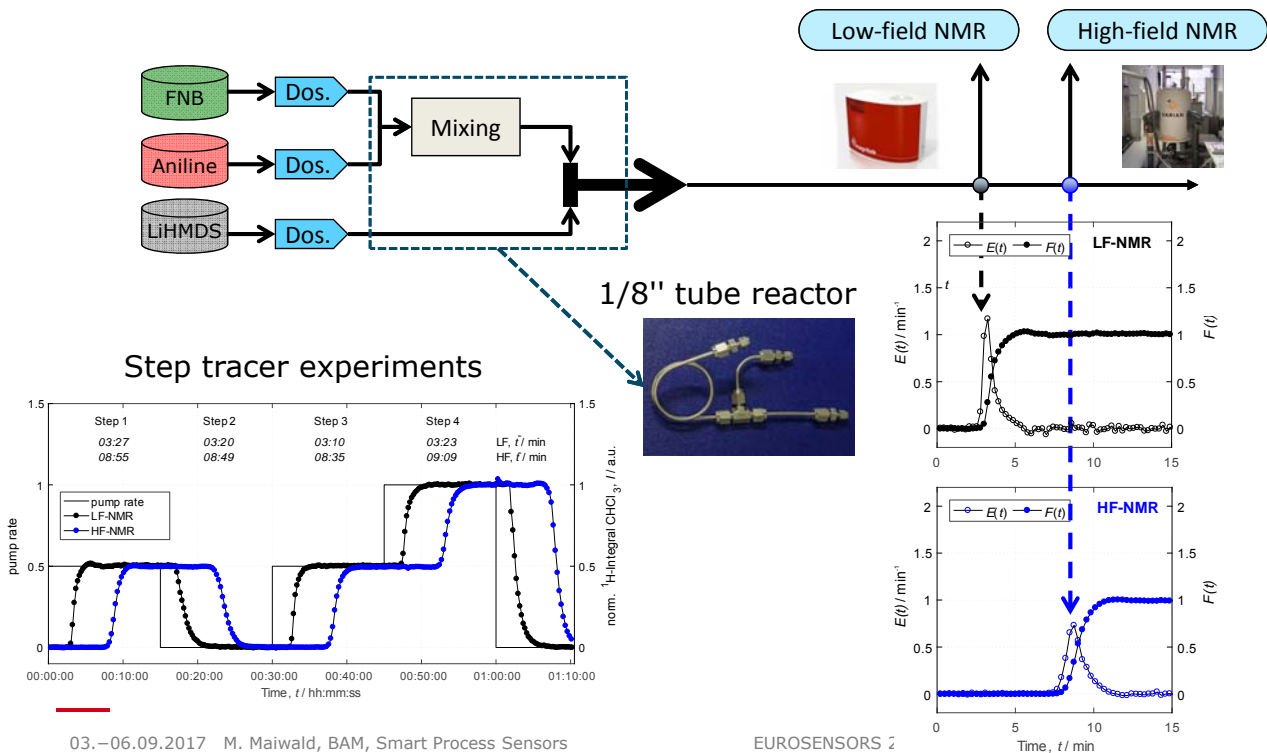 Low-field NMR
High-field NMR
FNB
Dos.
Mixing
Aniline
Dos.
LiHMDS
Dos.
VARIAN
1/8'' tube reactor
Step tracer experiments
1.5
1
0.5
0
pump rate
Step 1
Step 2
Step 3
Step 4
03:27
03:20
03:10
03:23
LF, t̄ / min
08:55
08:49
08:35
09:09
HF, t̄ / min
pump rate
LF-NMR
HF-NMR
1.5
1
0.5
0
norm. ¹H-Integral CHCl₃, I / a.u.
00:00:00
00:10:00
00:20:00
00:30:00
00:40:00
00:50:00
01:00:00
01:10:00
Time, t / hh:mm:ss
2
1.5
1
0.5
0
E(t) / min⁻¹
E(t)
F(t)
LF-NMR
t
2
1.5
1
0.5
0
F(t)
0
5
10
15
2
1.5
1
0.5
0
E(t) / min⁻¹
E(t)
F(t)
HF-NMR
2
1.5
1
0.5
0
F(t)
0
5
10
15
Time, t / min
03.–06.09.2017 M. Maiwald, BAM, Smart Process Sensors
EUROSENSORS 2